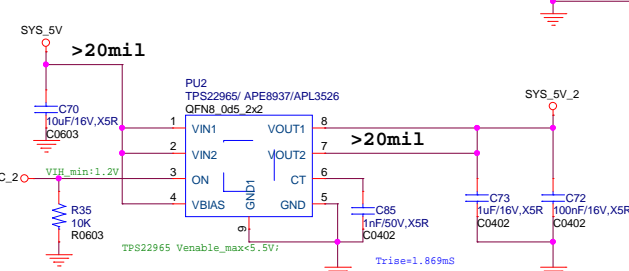 SYS_5V
>20mil
PU2
TPS22965/ APE8937/APL3526
QFN8_0d5_2x2
SYS_5V_2
C70
10uF/16V,X5R
C0603
1
VIN1
VOUT1
8
>20mil
2
VIN2
VOUT2
7
VIH_min:1.2V
C_2
3
ON
CT
6
4
VBIAS
GND
5
GND1
9
R35
10K
R0603
C85
1nF/50V,X5R
C0402
C73
1uF/16V,X5R
C0402
C72
100nF/16V,X5R
C0402
TPS22965 Venable_max<5.5V;
Trise=1.869mS